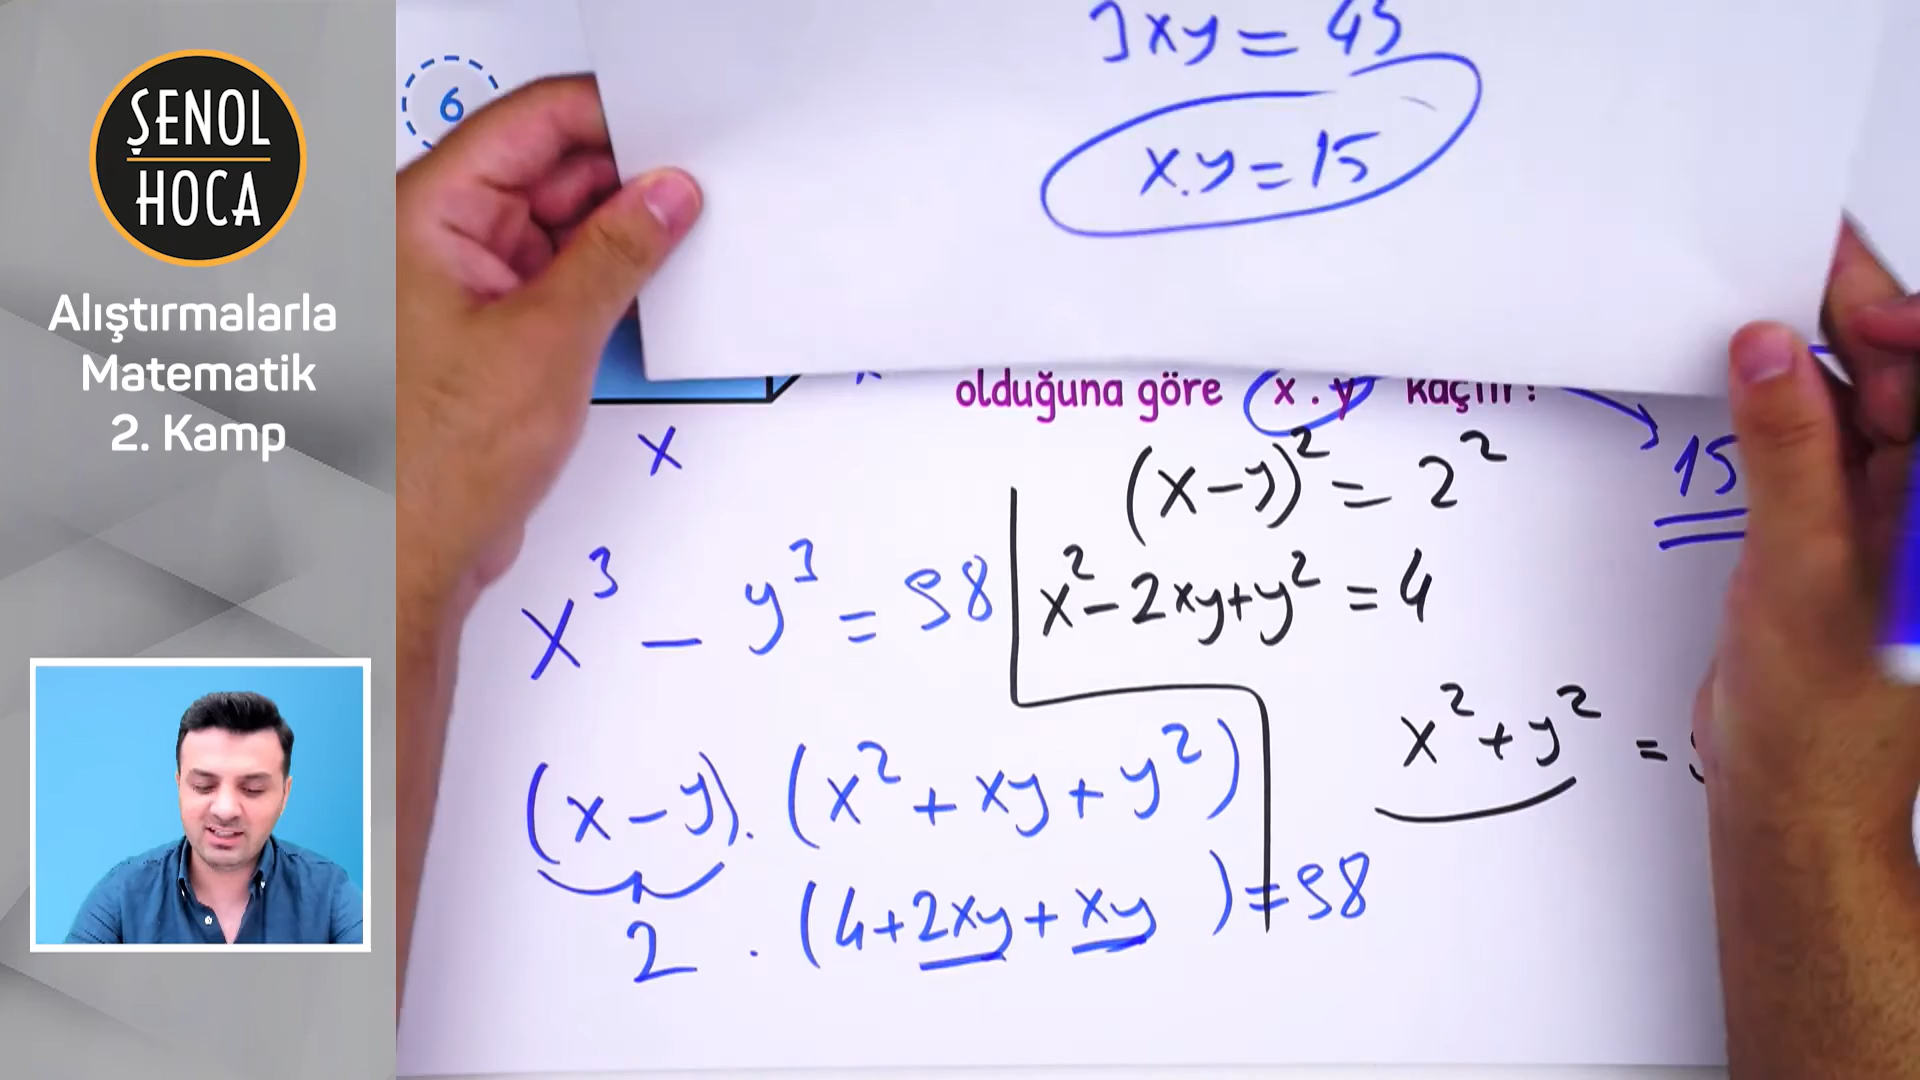 ŞENOL
HOCA
Alıştırmalarla
Matematik
2. Kamp
6
3xy = 45
x.y = 15
olduğuna göre x . y kaçtır?
15
x
(x-y)² = 2²
x³ - y³ = 98
x² - 2xy + y² = 4
x² + y² =
(x-y). (x² + xy + y²)
2 . (4 + 2xy + xy ) = 98